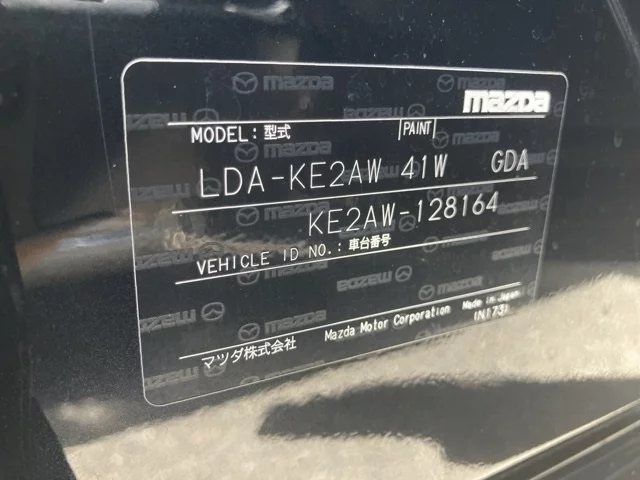 mazda
MODEL: 型式 PAINT
LDA-KE2AW 41W GDA
KE2AW-128164
VEHICLE ID NO.: 車台番号
マツダ株式会社 Mazda Motor Corporation Made in Japan
(N173)